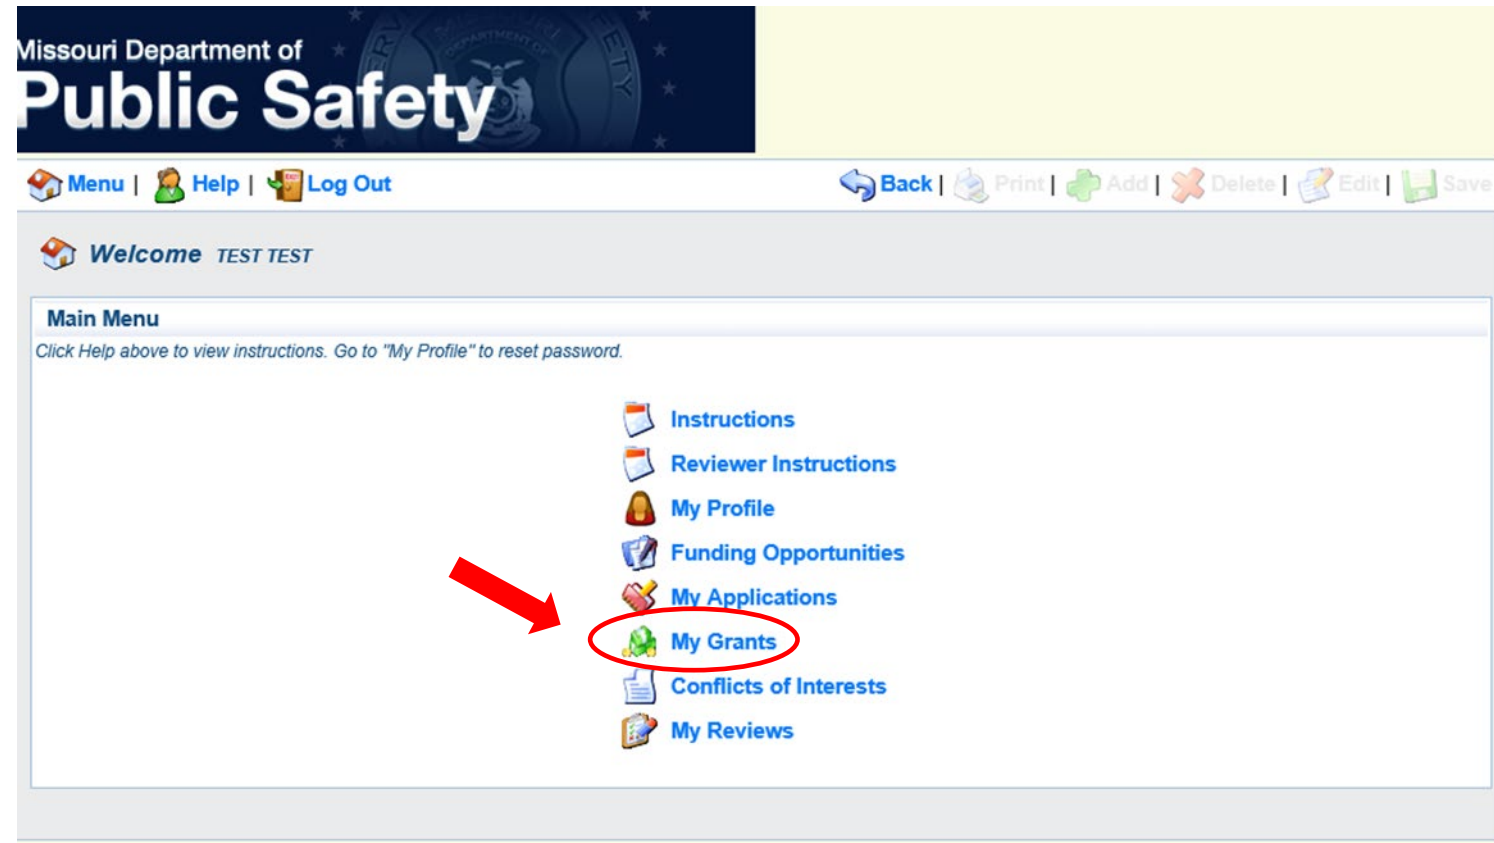 Missouri Department of
Public Safety
Menu | Help | Log Out
Back | Print | Add | Delete | Edit | Save
Welcome TEST TEST
Main Menu
Click Help above to view instructions. Go to "My Profile" to reset password.
Instructions
Reviewer Instructions
My Profile
Funding Opportunities
My Applications
My Grants
Conflicts of Interests
My Reviews